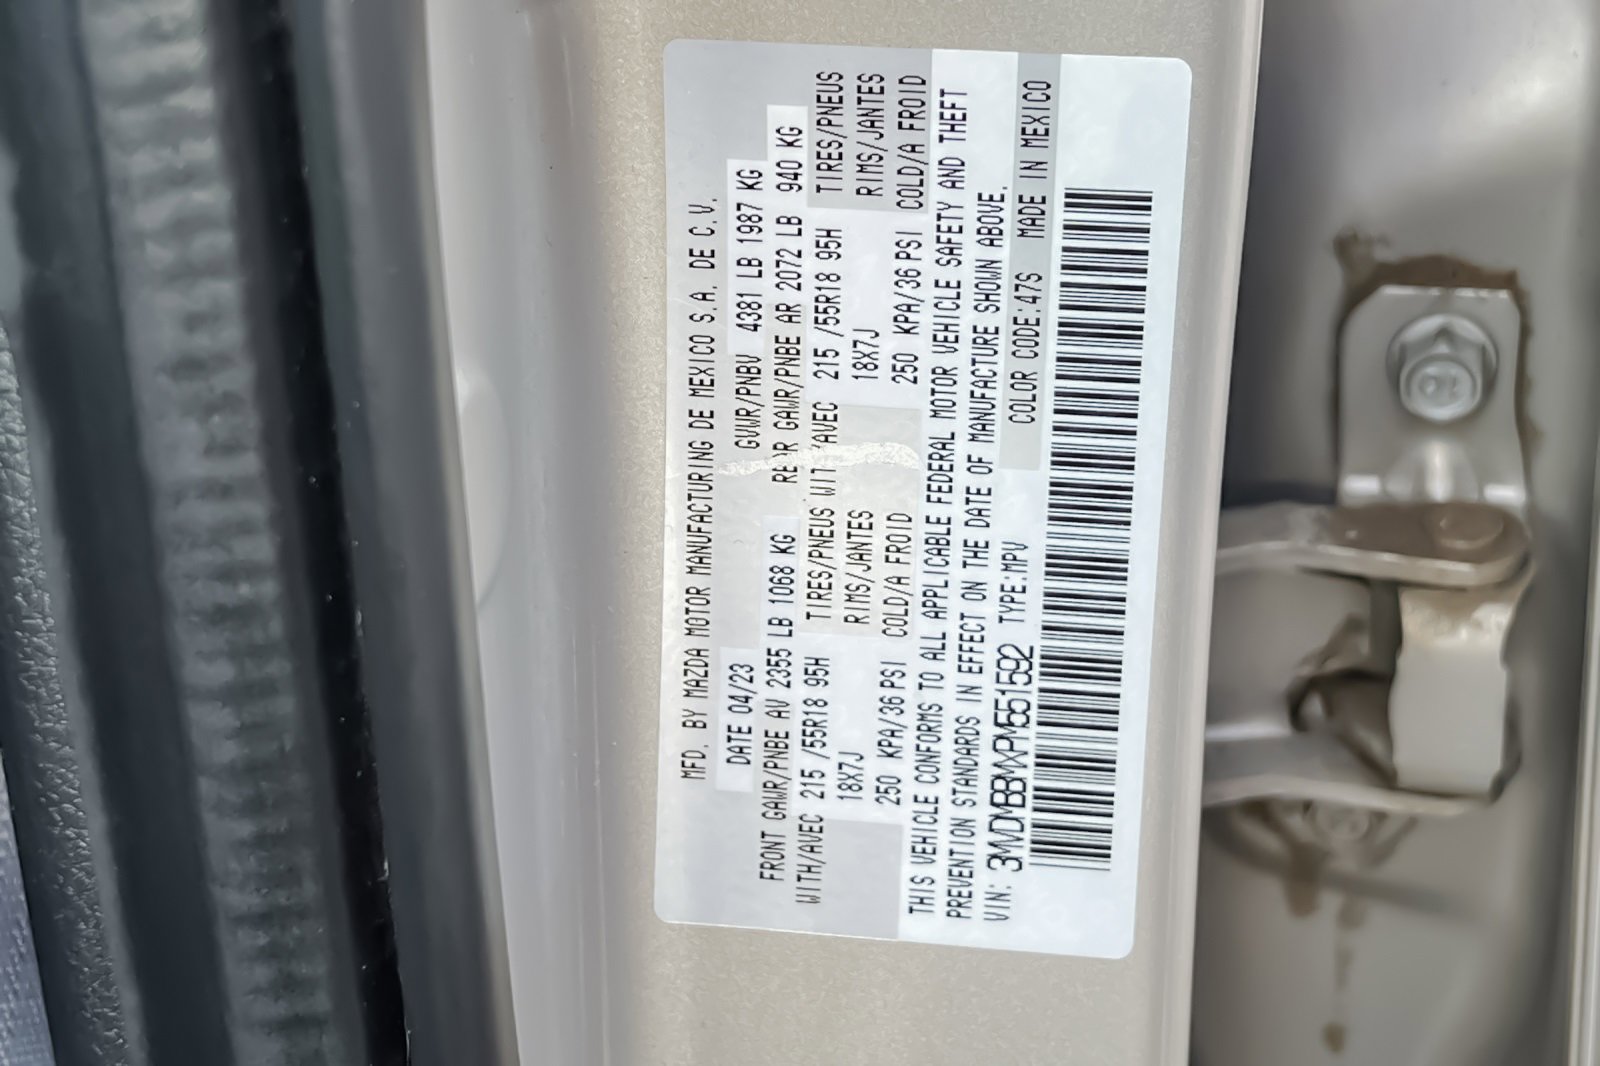 MFD. BY MAZDA MOTOR MANUFACTURING DE MEXICO S.A. DE C.V.
DATE 04/23 GVWR/PNBV 4381 LB 1987 KG
FRONT GAWR/PNBE AV 2355 LB 1068 KG REAR GAWR/PNBE AR 2072 LB 940 KG
WITH/AVEC 215 /55R18 95H TIRES/PNEUS WITH/AVEC 215 /55R18 95H TIRES/PNEUS
18X7J RIMS/JANTES 18X7J RIMS/JANTES
250 KPA/36 PSI COLD/A FROID 250 KPA/36 PSI COLD/A FROID
THIS VEHICLE CONFORMS TO ALL APPLICABLE FEDERAL MOTOR VEHICLE SAFETY AND THEFT
PREVENTION STANDARDS IN EFFECT ON THE DATE OF MANUFACTURE SHOWN ABOVE.
VIN: 3MVDMBBMXPM551592 TYPE:MPV COLOR CODE:47S MADE IN MEXICO